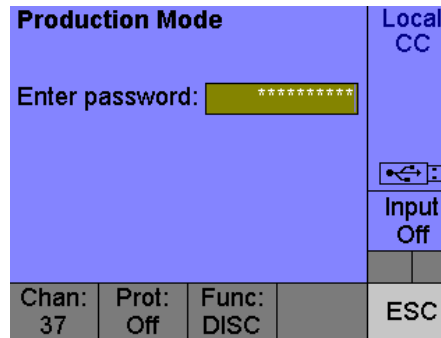 Production Mode
Local
CC
Enter password: **********
Input
Off
Chan:
37
Prot:
Off
Func:
DISC
ESC